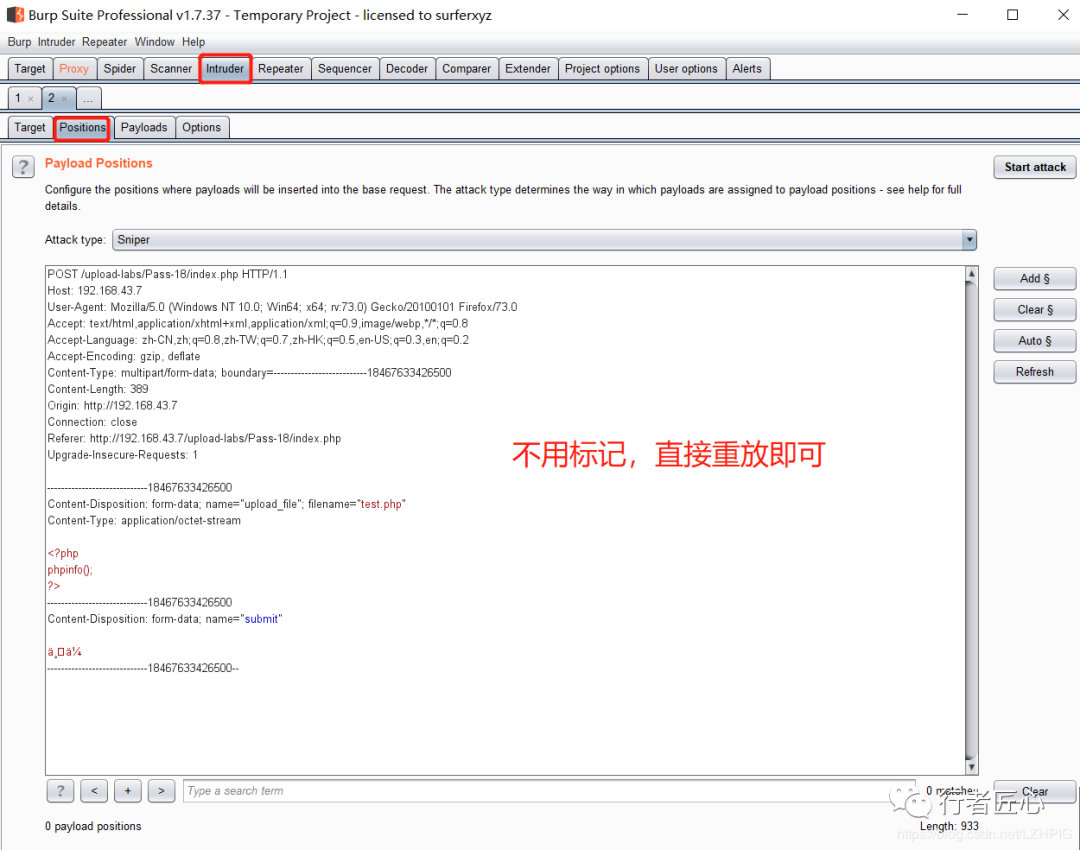 Burp Suite Professional v1.7.37 - Temporary Project - licensed to surferxyz
Burp Intruder Repeater Window Help
Target Proxy Spider Scanner Intruder Repeater Sequencer Decoder Comparer Extender Project options User options Alerts
1 × 2 × ...
Target Positions Payloads Options
? Payload Positions
Start attack
Configure the positions where payloads will be inserted into the base request. The attack type determines the way in which payloads are assigned to payload positions - see help for full
details.
Attack type: Sniper
POST /upload-labs/Pass-18/index.php HTTP/1.1
Host: 192.168.43.7
User-Agent: Mozilla/5.0 (Windows NT 10.0; Win64; x64; rv:73.0) Gecko/20100101 Firefox/73.0
Accept: text/html,application/xhtml+xml,application/xml;q=0.9,image/webp,*/*;q=0.8
Accept-Language: zh-CN,zh;q=0.8,zh-TW;q=0.7,zh-HK;q=0.5,en-US;q=0.3,en;q=0.2
Accept-Encoding: gzip, deflate
Content-Type: multipart/form-data; boundary=---------------------------18467633426500
Content-Length: 389
Origin: http://192.168.43.7
Connection: close
Referer: http://192.168.43.7/upload-labs/Pass-18/index.php
Upgrade-Insecure-Requests: 1
-----------------------------18467633426500
Content-Disposition: form-data; name="upload_file"; filename="test.php"
Content-Type: application/octet-stream
<?php
phpinfo();
?>
-----------------------------18467633426500
Content-Disposition: form-data; name="submit"
ä¸□ä¼
-----------------------------18467633426500--
不用标记，直接重放即可
Add §
Clear §
Auto §
Refresh
? < + > Type a search term
0 matches
Clear
行者匠心
0 payload positions
Length: 933
https://blog.csdn.net/LZHPIG